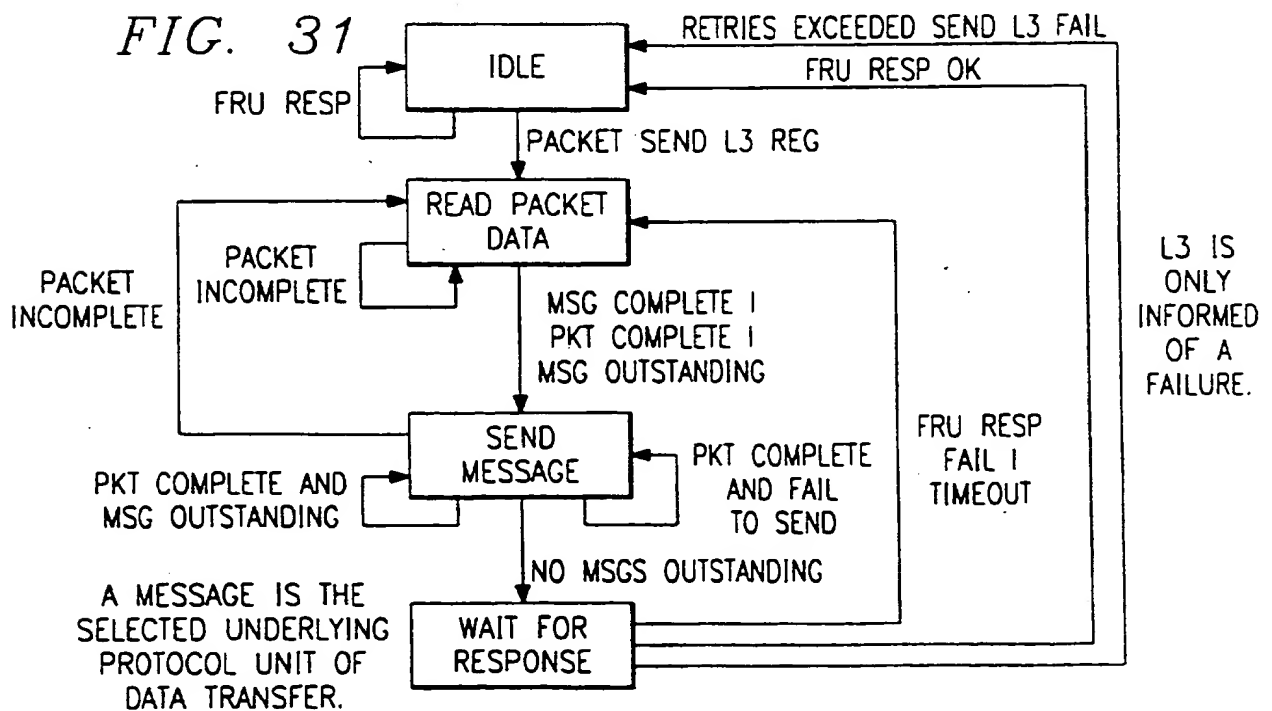 FIG. 31
RETRIES EXCEEDED SEND L3 FAIL
IDLE
FRU RESP OK
FRU RESP
PACKET SEND L3 REG
READ PACKET
DATA
PACKET
INCOMPLETE
PACKET
INCOMPLETE
MSG COMPLETE |
PKT COMPLETE |
MSG OUTSTANDING
L3 IS
ONLY
INFORMED
OF A
FAILURE.
SEND
MESSAGE
PKT COMPLETE AND
MSG OUTSTANDING
PKT COMPLETE
AND FAIL
TO SEND
FRU RESP
FAIL |
TIMEOUT
NO MSGS OUTSTANDING
A MESSAGE IS THE
SELECTED UNDERLYING
PROTOCOL UNIT OF
DATA TRANSFER.
WAIT FOR
RESPONSE